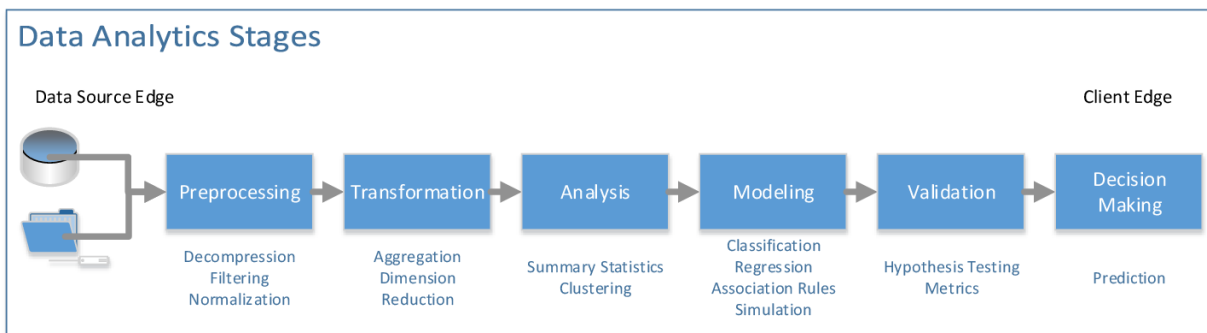 Data Analytics Stages
Data Source Edge
Client Edge
Preprocessing
Transformation
Analysis
Modeling
Validation
Decision
Making
Decompression
Filtering
Normalization
Aggregation
Dimension
Reduction
Summary Statistics
Clustering
Classification
Regression
Association Rules
Simulation
Hypothesis Testing
Metrics
Prediction